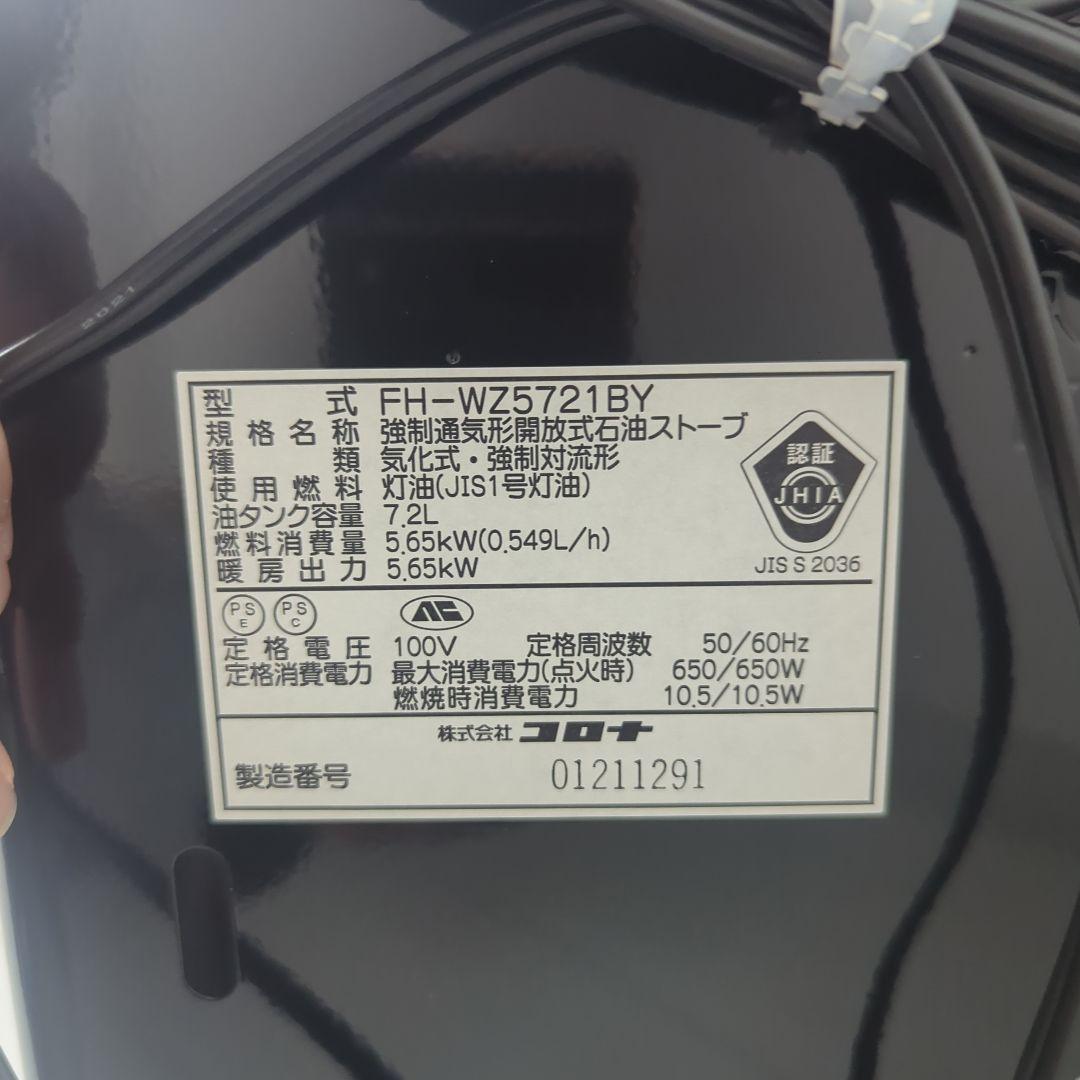 2021
型式 FH-WZ5721BY
規格名称 強制通気形開放式石油ストーブ
種類 気化式・強制対流形
使用燃料 灯油(JIS1号灯油)
油タンク容量 7.2L
燃料消費量 5.65kW(0.549L/h)
暖房出力 5.65kW
認証
JHIA
JIS S 2036
PS E PS C
定格電圧 100V 定格周波数 50/60Hz
定格消費電力 最大消費電力(点火時) 650/650W
燃焼時消費電力 10.5/10.5W
株式会社 コロナ
製造番号 01211291